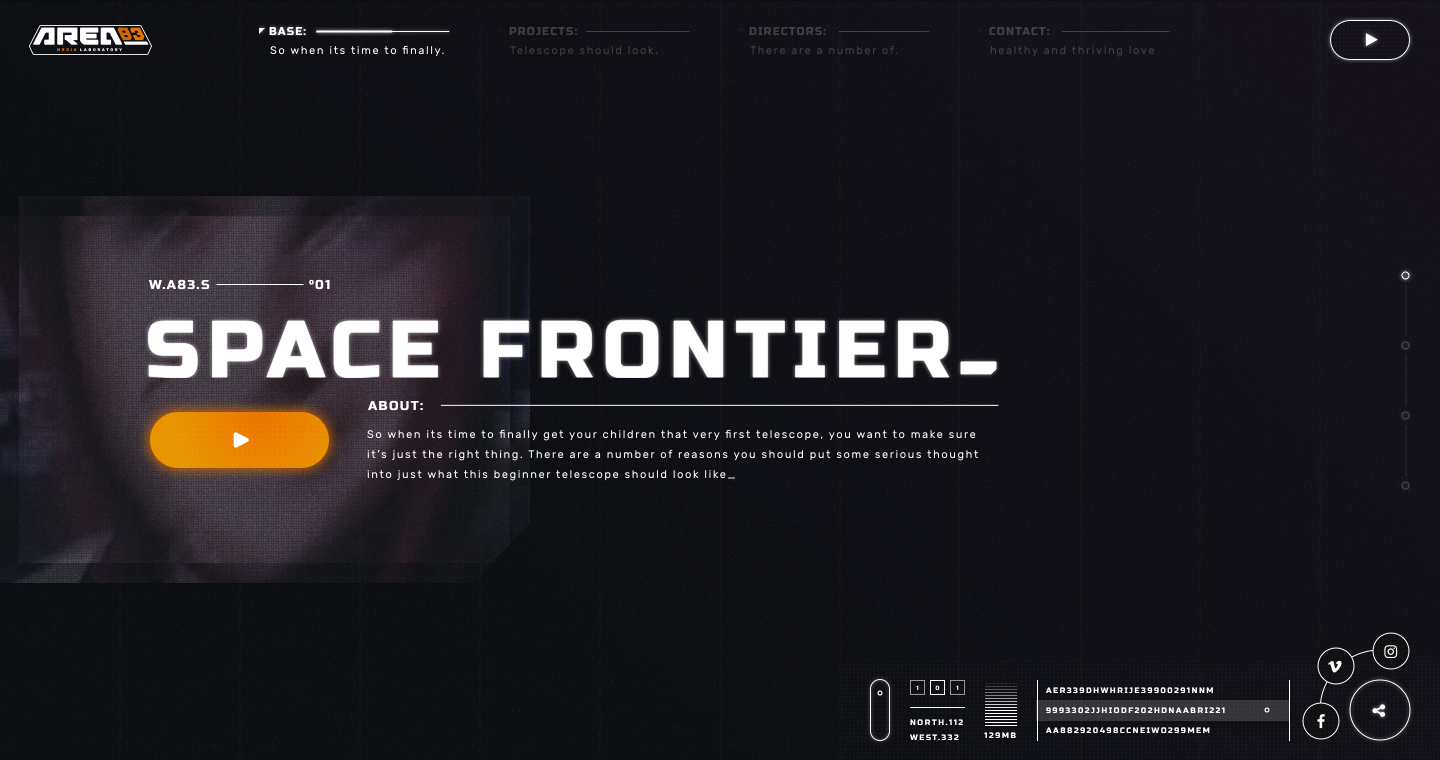 AREA83
MEDIA LABORATORY
BASE:
So when its time to finally.
PROJECTS:
Telescope should look.
DIRECTORS:
There are a number of.
CONTACT:
healthy and thriving love
W.A83.S
º01
SPACE FRONTIER_
ABOUT:
So when its time to finally get your children that very first telescope, you want to make sure
it's just the right thing. There are a number of reasons you should put some serious thought
into just what this beginner telescope should look like_
1 0 1
NORTH.112
WEST.332
129MB
AER339DHWHRIJE39900291NNM
9993302JJHIODF202HDNAABRI221
AA882920498CCNEIWO299MEM